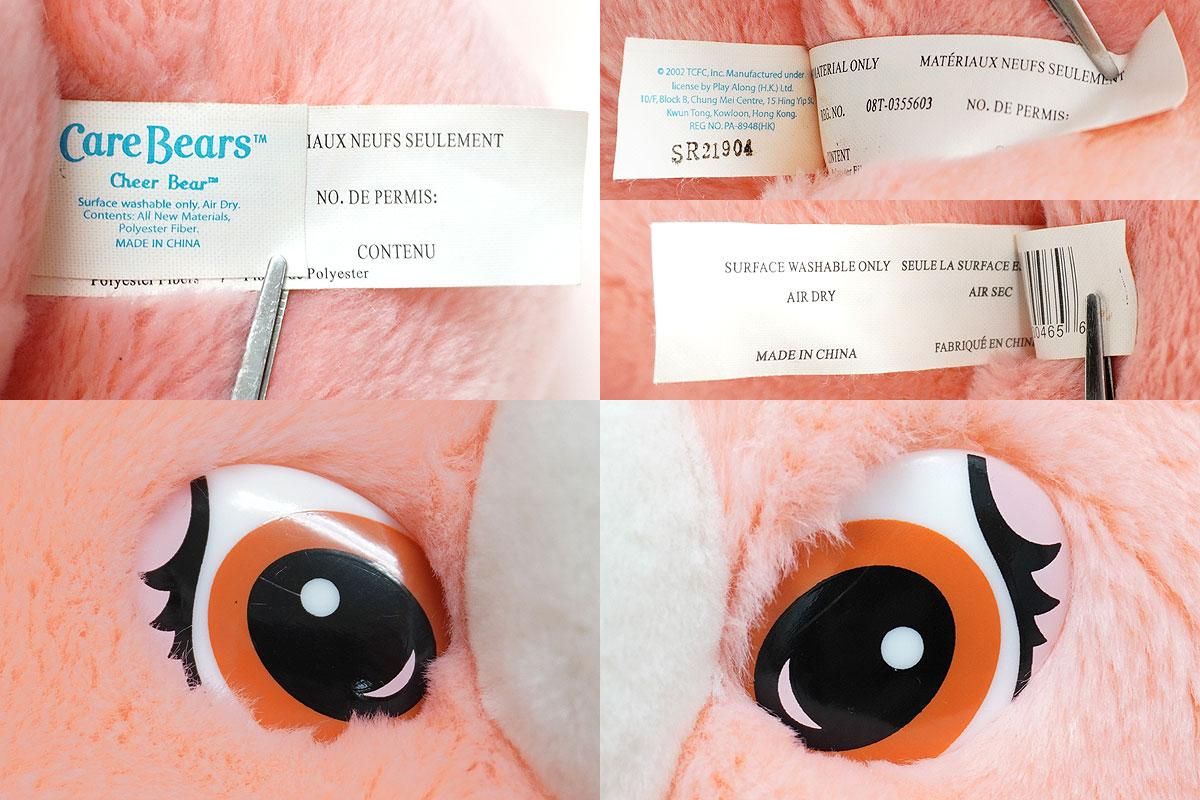 CareBears™
Cheer Bear™
Surface washable only, Air Dry.
Contents: All New Materials,
Polyester Fiber.
MADE IN CHINA
IAUX NEUFS SEULEMENT
NO. DE PERMIS:
CONTENU
Polyester Fibers
Polyester
© 2002 TCFC, Inc. Manufactured under
license by Play Along (H.K.) Ltd.
10/F, Block B, Chung Mei Centre, 15 Hing Yip St,
Kwun Tong, Kowloon, Hong Kong.
REG NO. PA-8948(HK)
SR21904
MATERIAL ONLY MATÉRIAUX NEUFS SEULEMENT
REG. NO. 08T-0355603 NO. DE PERMIS:
SURFACE WASHABLE ONLY SEULE LA SURFACE E
AIR DRY AIR SEC
MADE IN CHINA FABRIQUÉ EN CHIN
0465 6